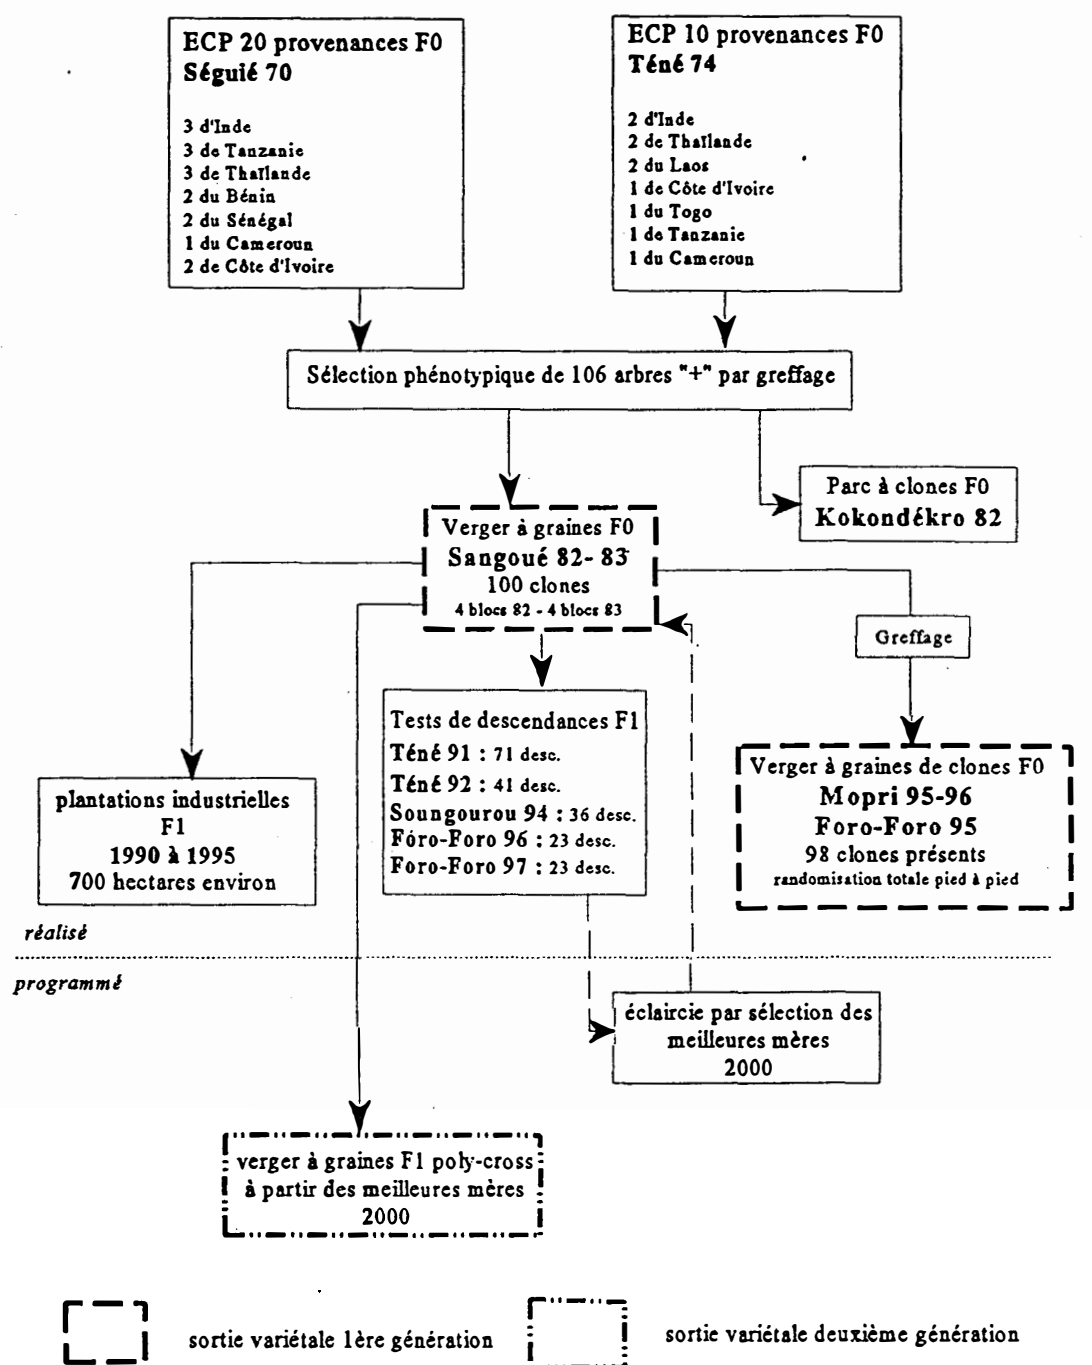 ECP 20 provenances F0
Séguié 70
3 d'Inde
3 de Tanzanie
3 de Thaïlande
2 du Bénin
2 du Sénégal
1 du Cameroun
2 de Côte d'Ivoire
ECP 10 provenances F0
Téné 74
2 d'Inde
2 de Thaïlande
2 du Laos
1 de Côte d'Ivoire
1 du Togo
1 de Tanzanie
1 du Cameroun
Sélection phénotypique de 106 arbres "+" par greffage
Parc à clones F0
Kokondékro 82
Verger à graines F0
Sangoué 82- 83
100 clones
4 blocs 82 - 4 blocs 83
Greffage
Tests de descendances F1
Téné 91 : 71 desc.
Téné 92 : 41 desc.
Soungourou 94 : 36 desc.
Foro-Foro 96 : 23 desc.
Foro-Foro 97 : 23 desc.
plantations industrielles
F1
1990 à 1995
700 hectares environ
Verger à graines de clones F0
Mopri 95-96
Foro-Foro 95
98 clones présents
randomisation totale pied à pied
réalisé
programmé
éclaircie par sélection des
meilleures mères
2000
verger à graines F1 poly-cross
à partir des meilleures mères
2000
sortie variétale 1ère génération
sortie variétale deuxième génération